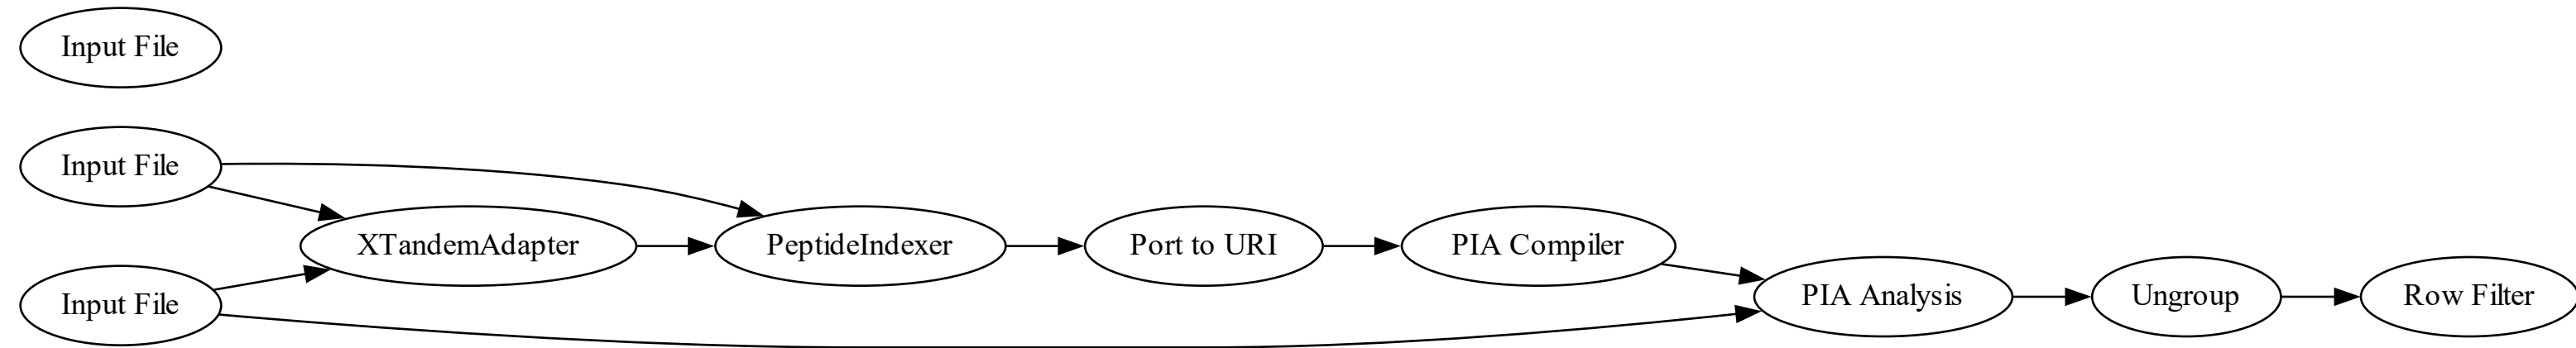 Input File
Input File
XTandemAdapter
PeptideIndexer
Port to URI
PIA Compiler
Input File
PIA Analysis
Ungroup
Row Filter